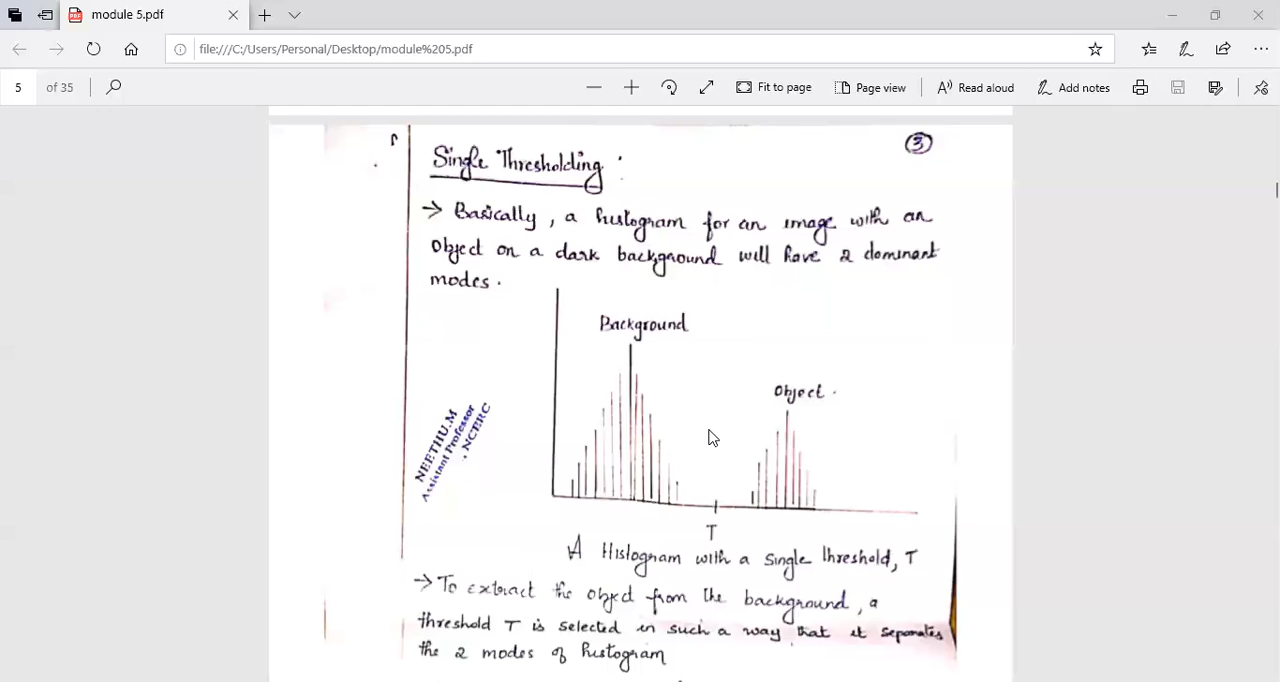 module 5.pdf
file:///C:/Users/Personal/Desktop/module%205.pdf
5 of 35
Fit to page
Page view
Read aloud
Add notes
3
Single Thresholding :
→ Basically, a histogram for an image with an
object on a dark background will have 2 dominant
modes.
Background
Object
NEETHU.M
Assistant Professor
NCERC
T
A Histogram with a single threshold, T
→ To extract the object from the background, a
threshold T is selected in such a way that it separates
the 2 modes of histogram